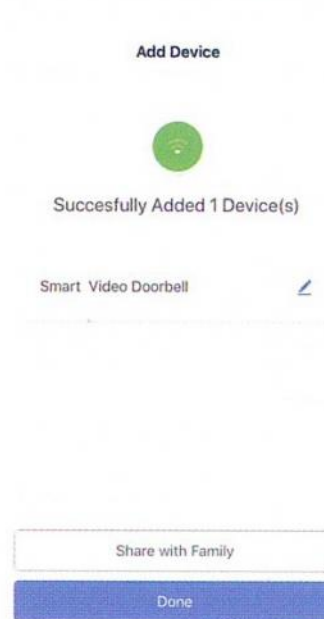 Add Device
Succesfully Added 1 Device(s)
Smart Video Doorbell
Share with Family
Done